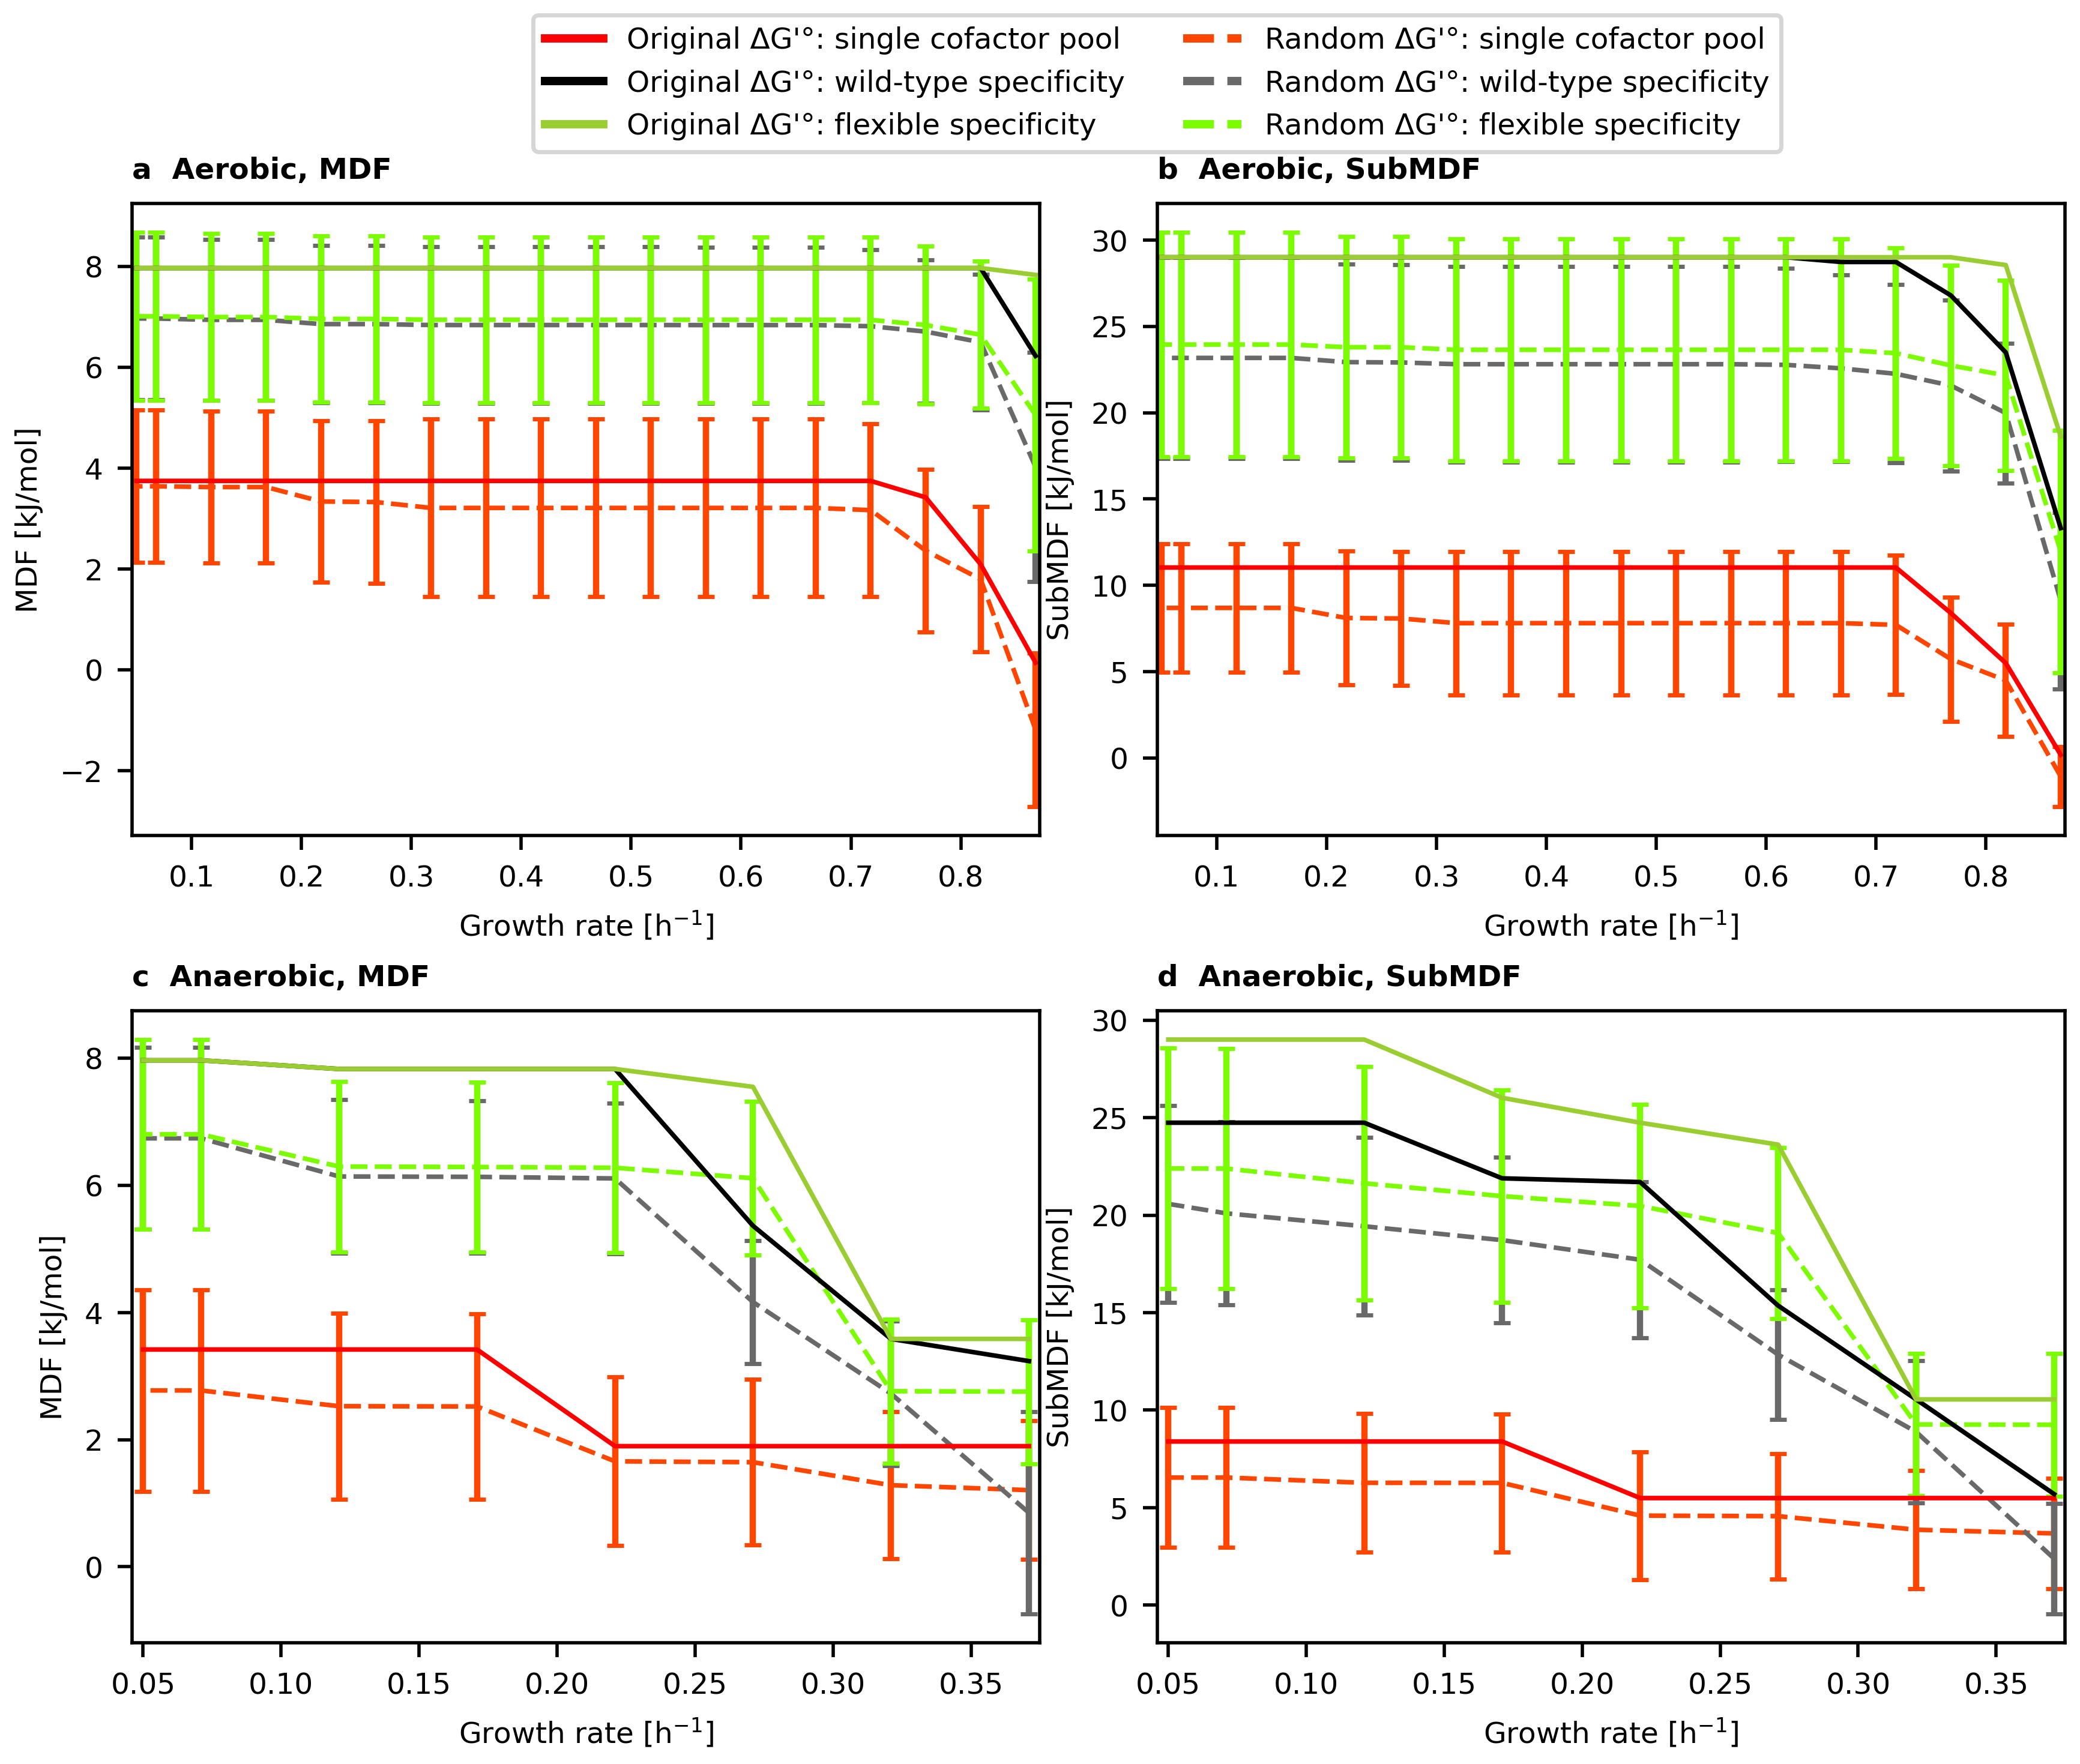 Original ΔG'°: single cofactor pool
Original ΔG'°: wild-type specificity
Original ΔG'°: flexible specificity
Random ΔG'°: single cofactor pool
Random ΔG'°: wild-type specificity
Random ΔG'°: flexible specificity
a Aerobic, MDF
MDF [kJ/mol]
8
6
4
2
0
−2
0.1 0.2 0.3 0.4 0.5 0.6 0.7 0.8
Growth rate [h⁻¹]
b Aerobic, SubMDF
SubMDF [kJ/mol]
30
25
20
15
10
5
0
0.1 0.2 0.3 0.4 0.5 0.6 0.7 0.8
Growth rate [h⁻¹]
c Anaerobic, MDF
MDF [kJ/mol]
8
6
4
2
0
0.05 0.10 0.15 0.20 0.25 0.30 0.35
Growth rate [h⁻¹]
d Anaerobic, SubMDF
SubMDF [kJ/mol]
30
25
20
15
10
5
0
0.05 0.10 0.15 0.20 0.25 0.30 0.35
Growth rate [h⁻¹]